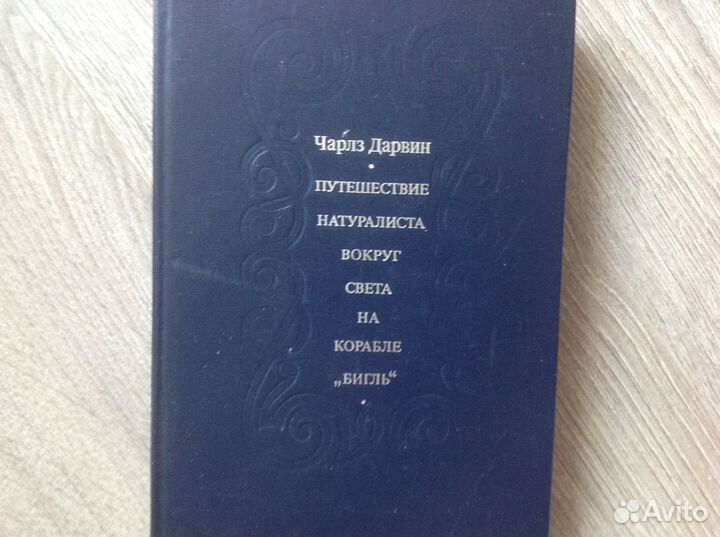 Чарлз Дарвин
•
ПУТЕШЕСТВИЕ
НАТУРАЛИСТА
ВОКРУГ
СВЕТА
НА
КОРАБЛЕ
„БИГЛЬ“
•
Avito